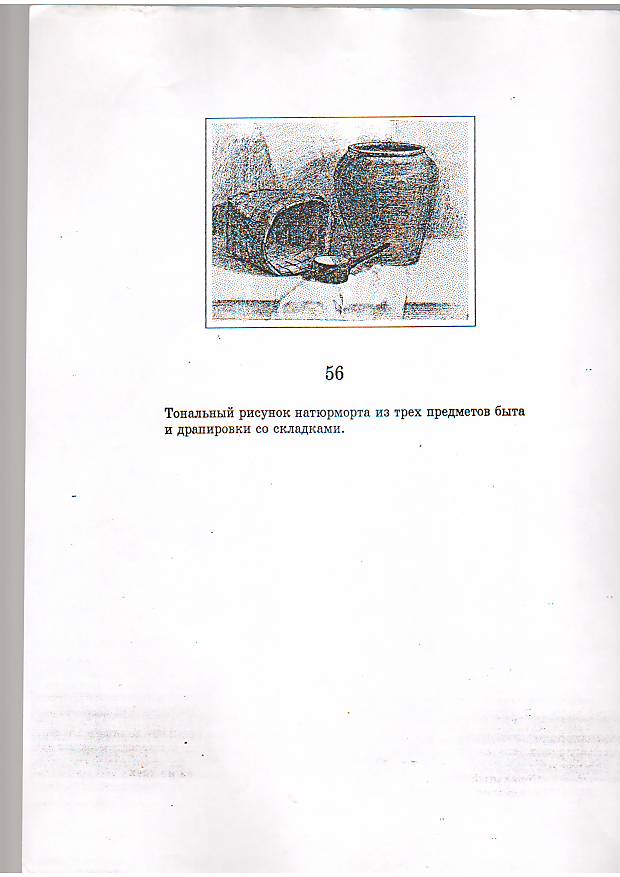 56
Тональный рисунок натюрморта из трех предметов быта
и драпировки со складками.